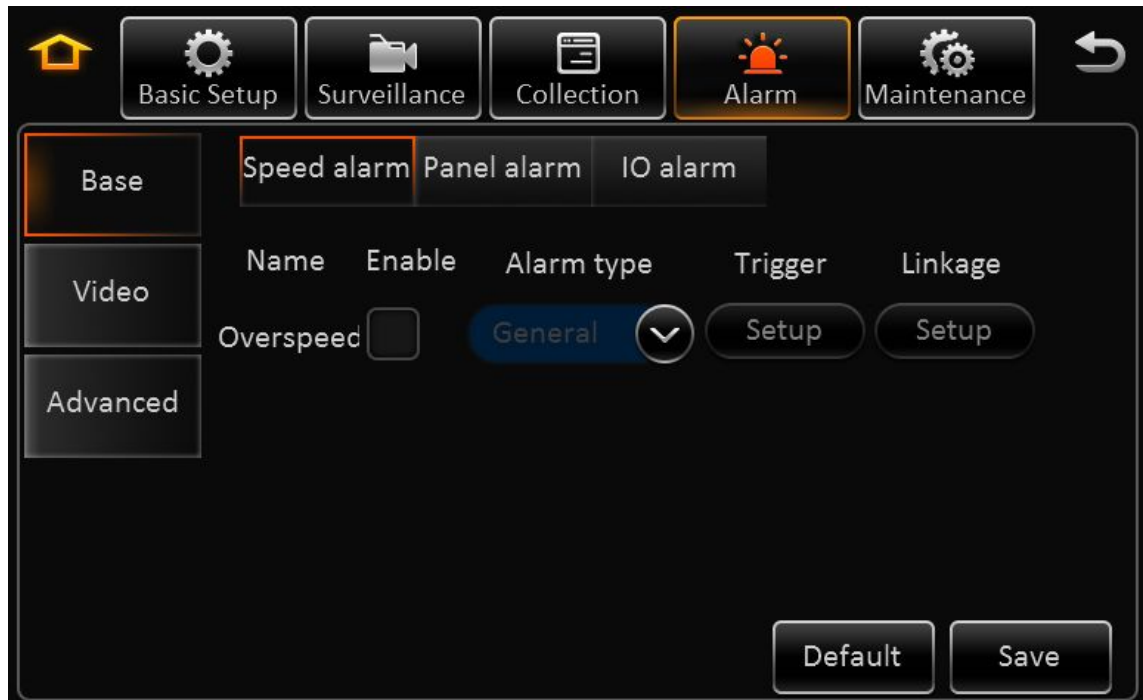 Basic Setup Surveillance Collection Alarm Maintenance
Base Speed alarm Panel alarm IO alarm
Name Enable Alarm type Trigger Linkage
Video
Overspeed General Setup Setup
Advanced
Default Save